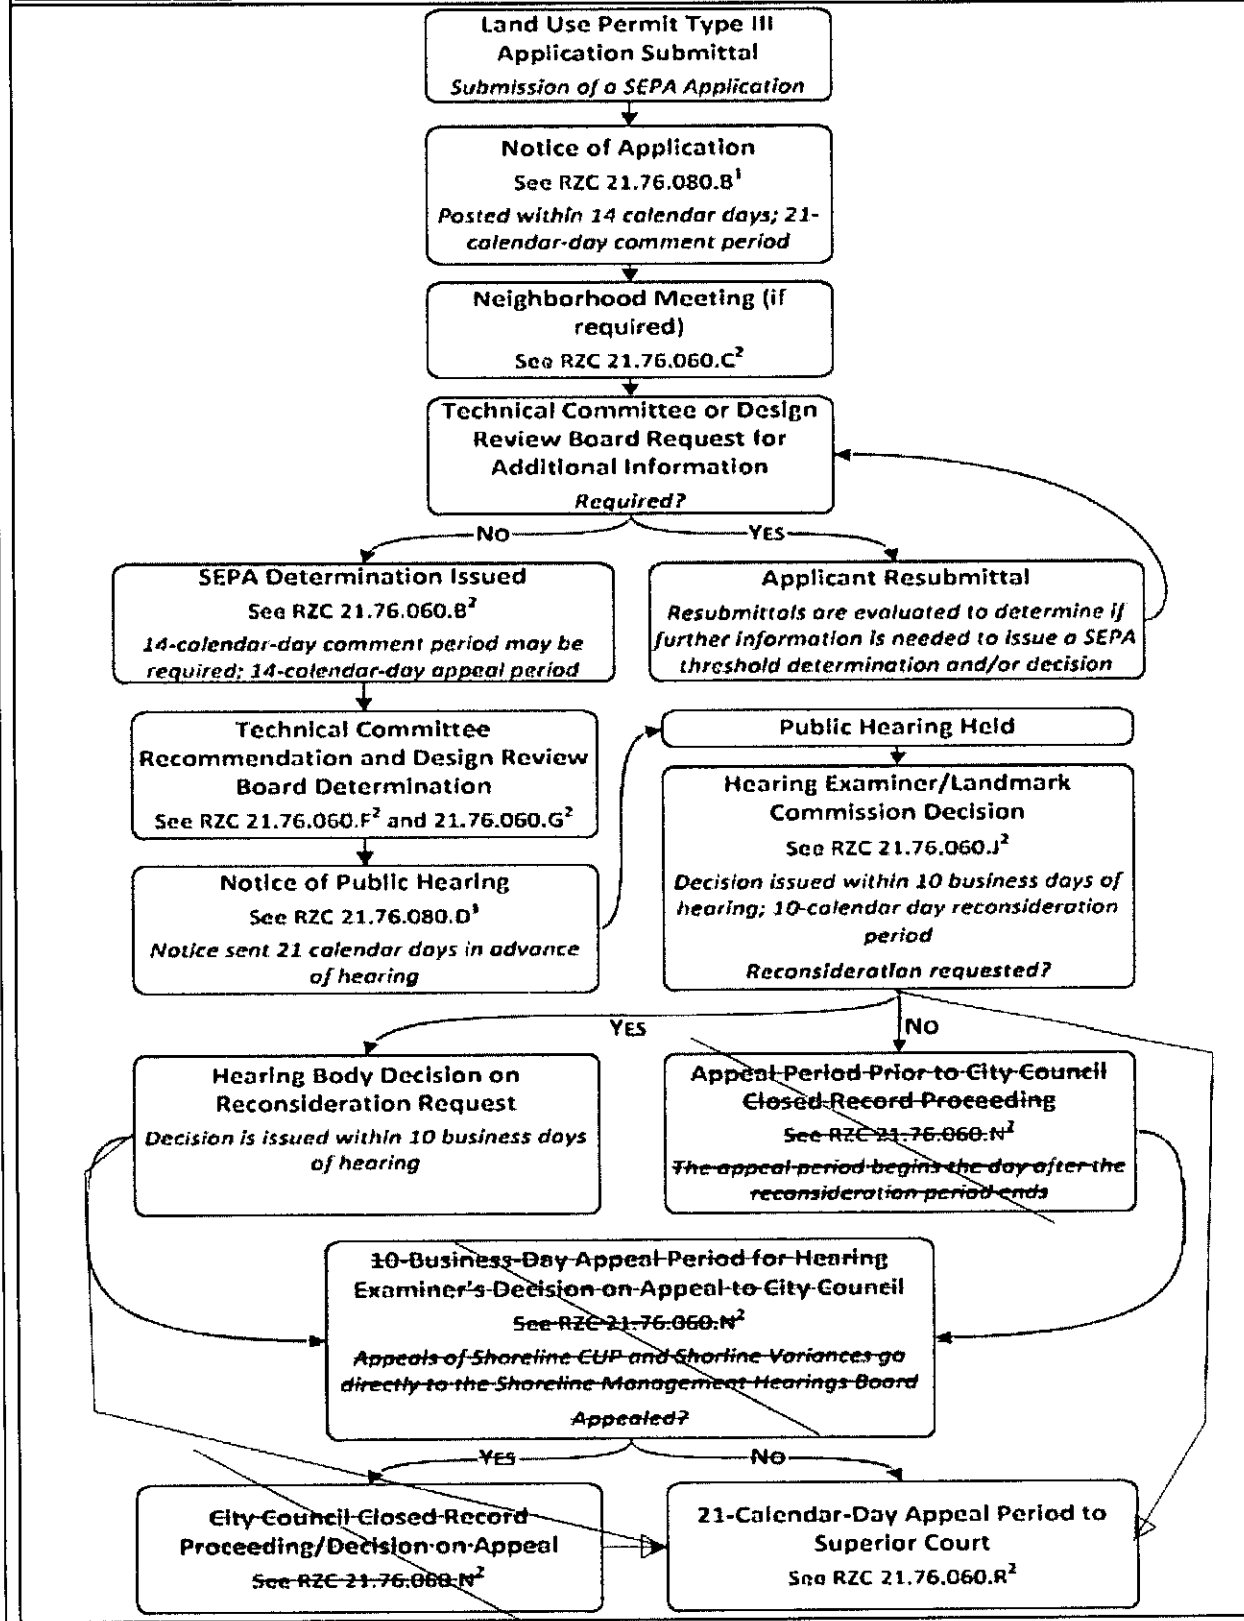 Land Use Permit Type III
Application Submittal
Submission of a SEPA Application
Notice of Application
See RZC 21.76.080.B¹
Posted within 14 calendar days; 21-
calendar-day comment period
Neighborhood Meeting (if
required)
See RZC 21.76.060.C²
Technical Committee or Design
Review Board Request for
Additional Information
Required?
NO
YES
SEPA Determination Issued
See RZC 21.76.060.B²
14-calendar-day comment period may be
required; 14-calendar-day appeal period
Applicant Resubmittal
Resubmittals are evaluated to determine if
further information is needed to issue a SEPA
threshold determination and/or decision
Technical Committee
Recommendation and Design Review
Board Determination
See RZC 21.76.060.F² and 21.76.060.G²
Notice of Public Hearing
See RZC 21.76.080.D¹
Notice sent 21 calendar days in advance
of hearing
Public Hearing Held
Hearing Examiner/Landmark
Commission Decision
See RZC 21.76.060.J²
Decision issued within 10 business days of
hearing; 10-calendar day reconsideration
period
Reconsideration requested?
YES
NO
Hearing Body Decision on
Reconsideration Request
Decision is issued within 10 business days
of hearing
Appeal Period Prior to City Council
Closed Record Proceeding
See RZC 21.76.060.N²
The appeal period begins the day after the
reconsideration period ends
10-Business-Day Appeal Period for Hearing
Examiner's Decision on Appeal to City Council
See RZC 21.76.060.N²
Appeals of Shoreline CUP and Shorline Variances go
directly to the Shoreline Management Hearings Board
Appealed?
YES
NO
City Council Closed Record
Proceeding/Decision on Appeal
See RZC 21.76.060.N²
21-Calendar-Day Appeal Period to
Superior Court
See RZC 21.76.060.R²